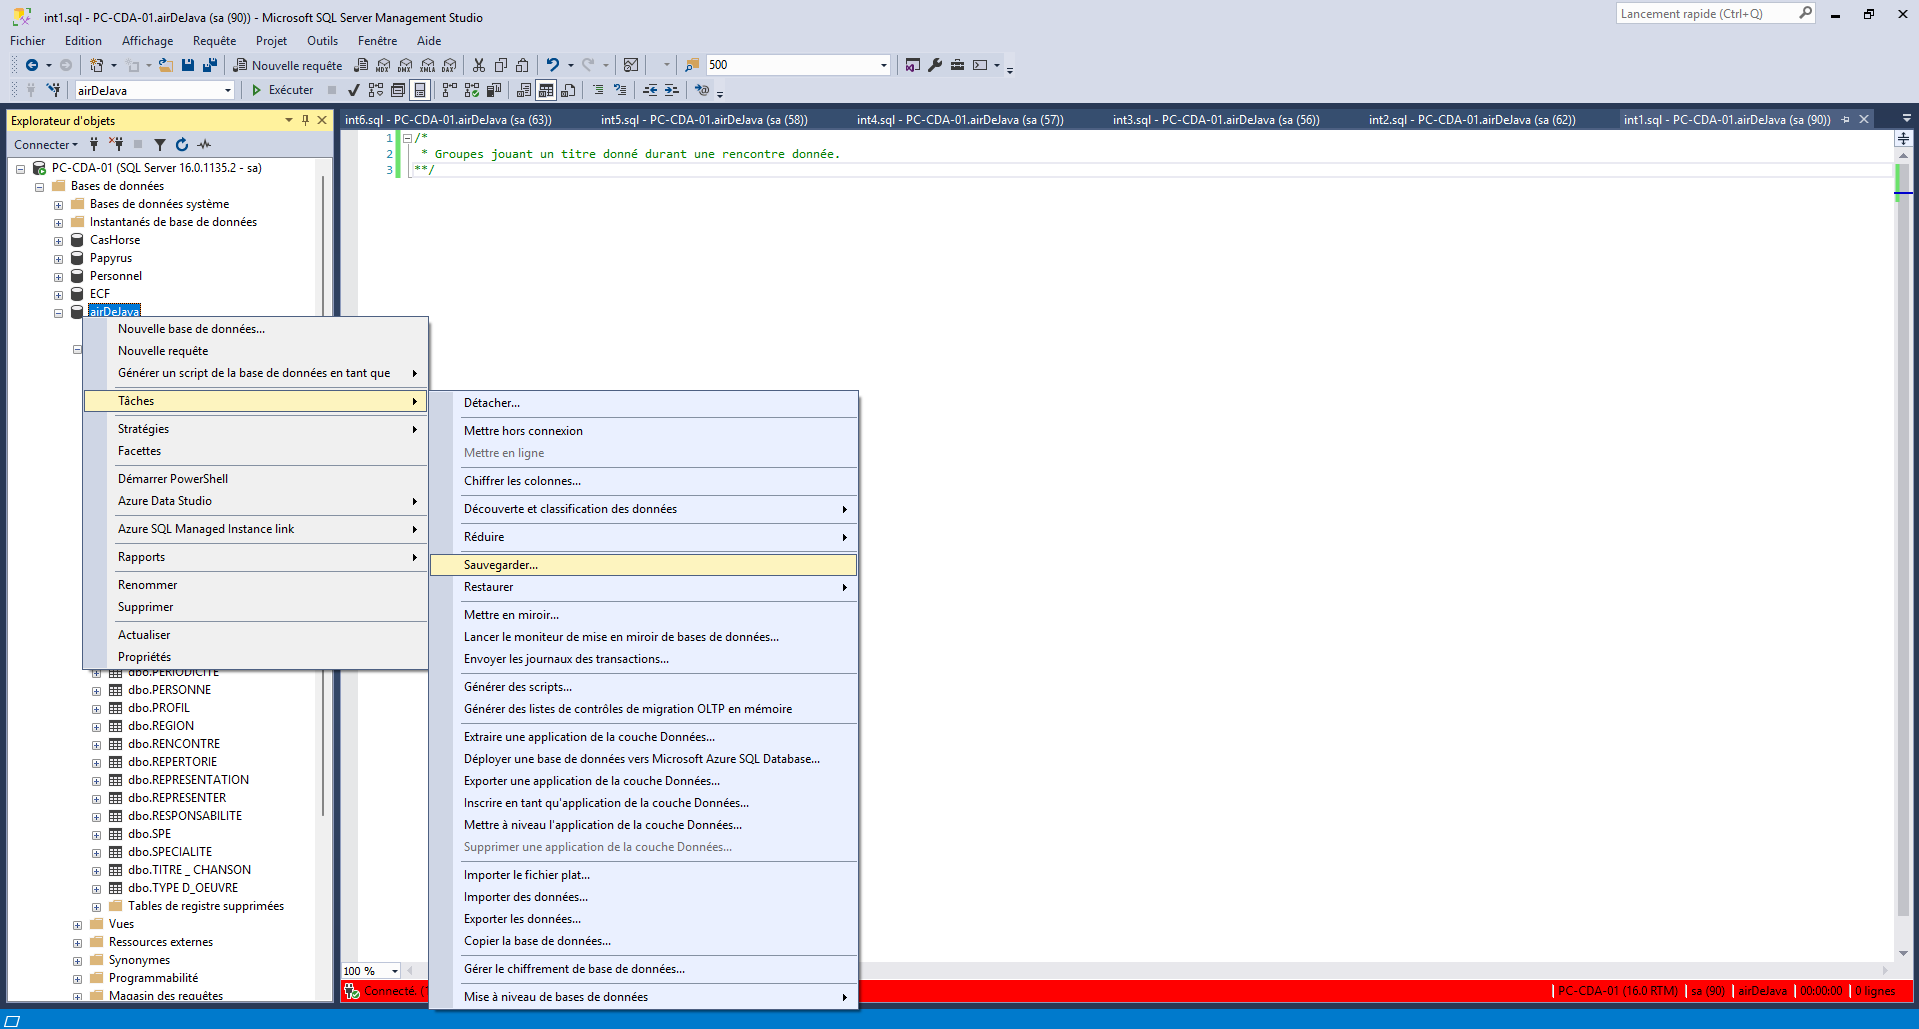 int1.sql - PC-CDA-01.airDeJava (sa (90)) - Microsoft SQL Server Management Studio
Lancement rapide (Ctrl+Q)
Fichier Edition Affichage Requête Projet Outils Fenêtre Aide
Nouvelle requête MDX DMX XMLA DAX 500
airDeJava Exécuter
Explorateur d'objets
int6.sql - PC-CDA-01.airDeJava (sa (63)) int5.sql - PC-CDA-01.airDeJava (sa (58)) int4.sql - PC-CDA-01.airDeJava (sa (57)) int3.sql - PC-CDA-01.airDeJava (sa (56)) int2.sql - PC-CDA-01.airDeJava (sa (62)) int1.sql - PC-CDA-01.airDeJava (sa (90))
Connecter
1 /*
2 * Groupes jouant un titre donné durant une rencontre donnée.
3 **/
PC-CDA-01 (SQL Server 16.0.1135.2 - sa)
Bases de données
Bases de données système
Instantanés de base de données
CasHorse
Papyrus
Personnel
ECF
airDeJava
Nouvelle base de données...
Nouvelle requête
Générer un script de la base de données en tant que
Tâches
Stratégies
Facettes
Démarrer PowerShell
Azure Data Studio
Azure SQL Managed Instance link
Rapports
Renommer
Supprimer
Actualiser
Propriétés
Détacher...
Mettre hors connexion
Mettre en ligne
Chiffrer les colonnes...
Découverte et classification des données
Réduire
Sauvegarder...
Restaurer
Mettre en miroir...
Lancer le moniteur de mise en miroir de bases de données...
Envoyer les journaux des transactions...
Générer des scripts...
Générer des listes de contrôles de migration OLTP en mémoire
Extraire une application de la couche Données...
Déployer une base de données vers Microsoft Azure SQL Database...
Exporter une application de la couche Données...
Inscrire en tant qu'application de la couche Données...
Mettre à niveau l'application de la couche Données...
Supprimer une application de la couche Données...
Importer le fichier plat...
Importer des données...
Exporter les données...
Copier la base de données...
Gérer le chiffrement de base de données...
Mise à niveau de bases de données
dbo.PERIODICITE
dbo.PERSONNE
dbo.PROFIL
dbo.REGION
dbo.RENCONTRE
dbo.REPERTORIE
dbo.REPRESENTATION
dbo.REPRESENTER
dbo.RESPONSABILITE
dbo.SPE
dbo.SPECIALITE
dbo.TITRE _ CHANSON
dbo.TYPE D_OEUVRE
Tables de registre supprimées
Vues
Ressources externes
Synonymes
Programmabilité
Magasin des requêtes
100 %
Connecté. (1 PC-CDA-01 (16.0 RTM) sa (90) airDeJava 00:00:00 0 lignes